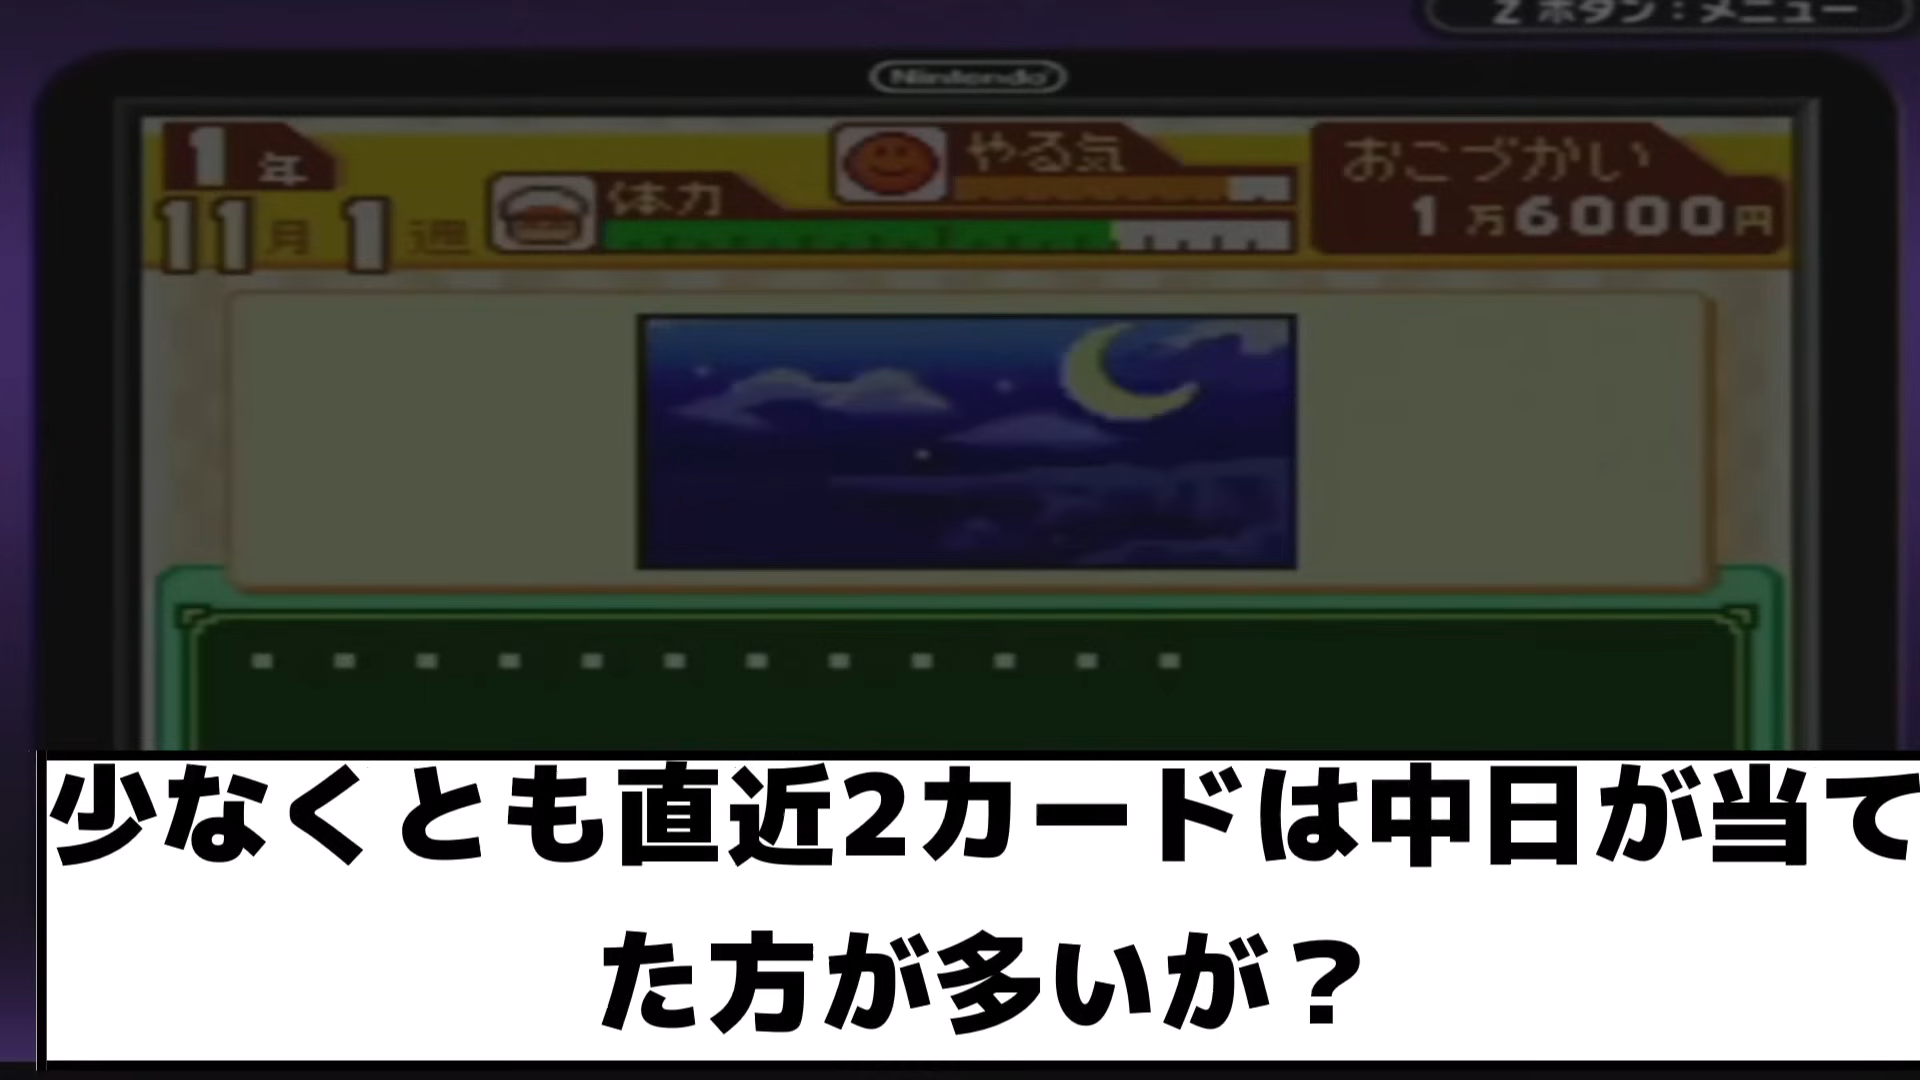 Z ボタン:メニュー
Nintendo
1年
やる気
おこづかい
体力
1万6000円
11月1週
............
少なくとも直近2カードは中日が当て
た方が多いが？